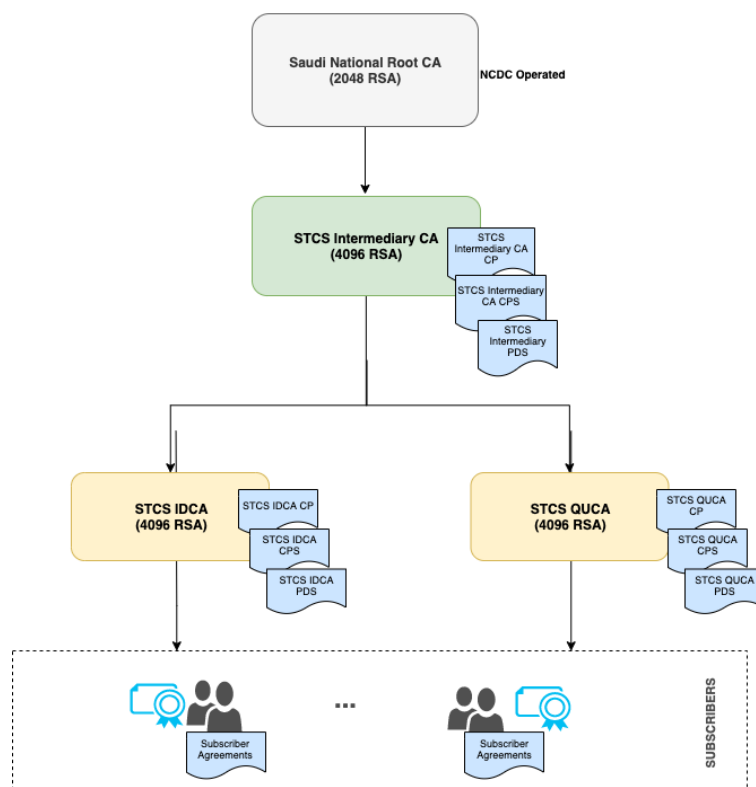 Saudi National Root CA
(2048 RSA)
NCDC Operated
STCS Intermediary CA
(4096 RSA)
STCS
Intermediary CA
CP
STCS Intermediary
CA CPS
STCS
Intermediary
PDS
STCS IDCA
(4096 RSA)
STCS IDCA CP
STCS IDCA
CPS
STCS IDCA
PDS
STCS QUCA
(4096 RSA)
STCS QUCA
CP
STCS QUCA
CPS
STCS QUCA
PDS
...
Subscriber
Agreements
Subscriber
Agreements
SUBSCRIBERS